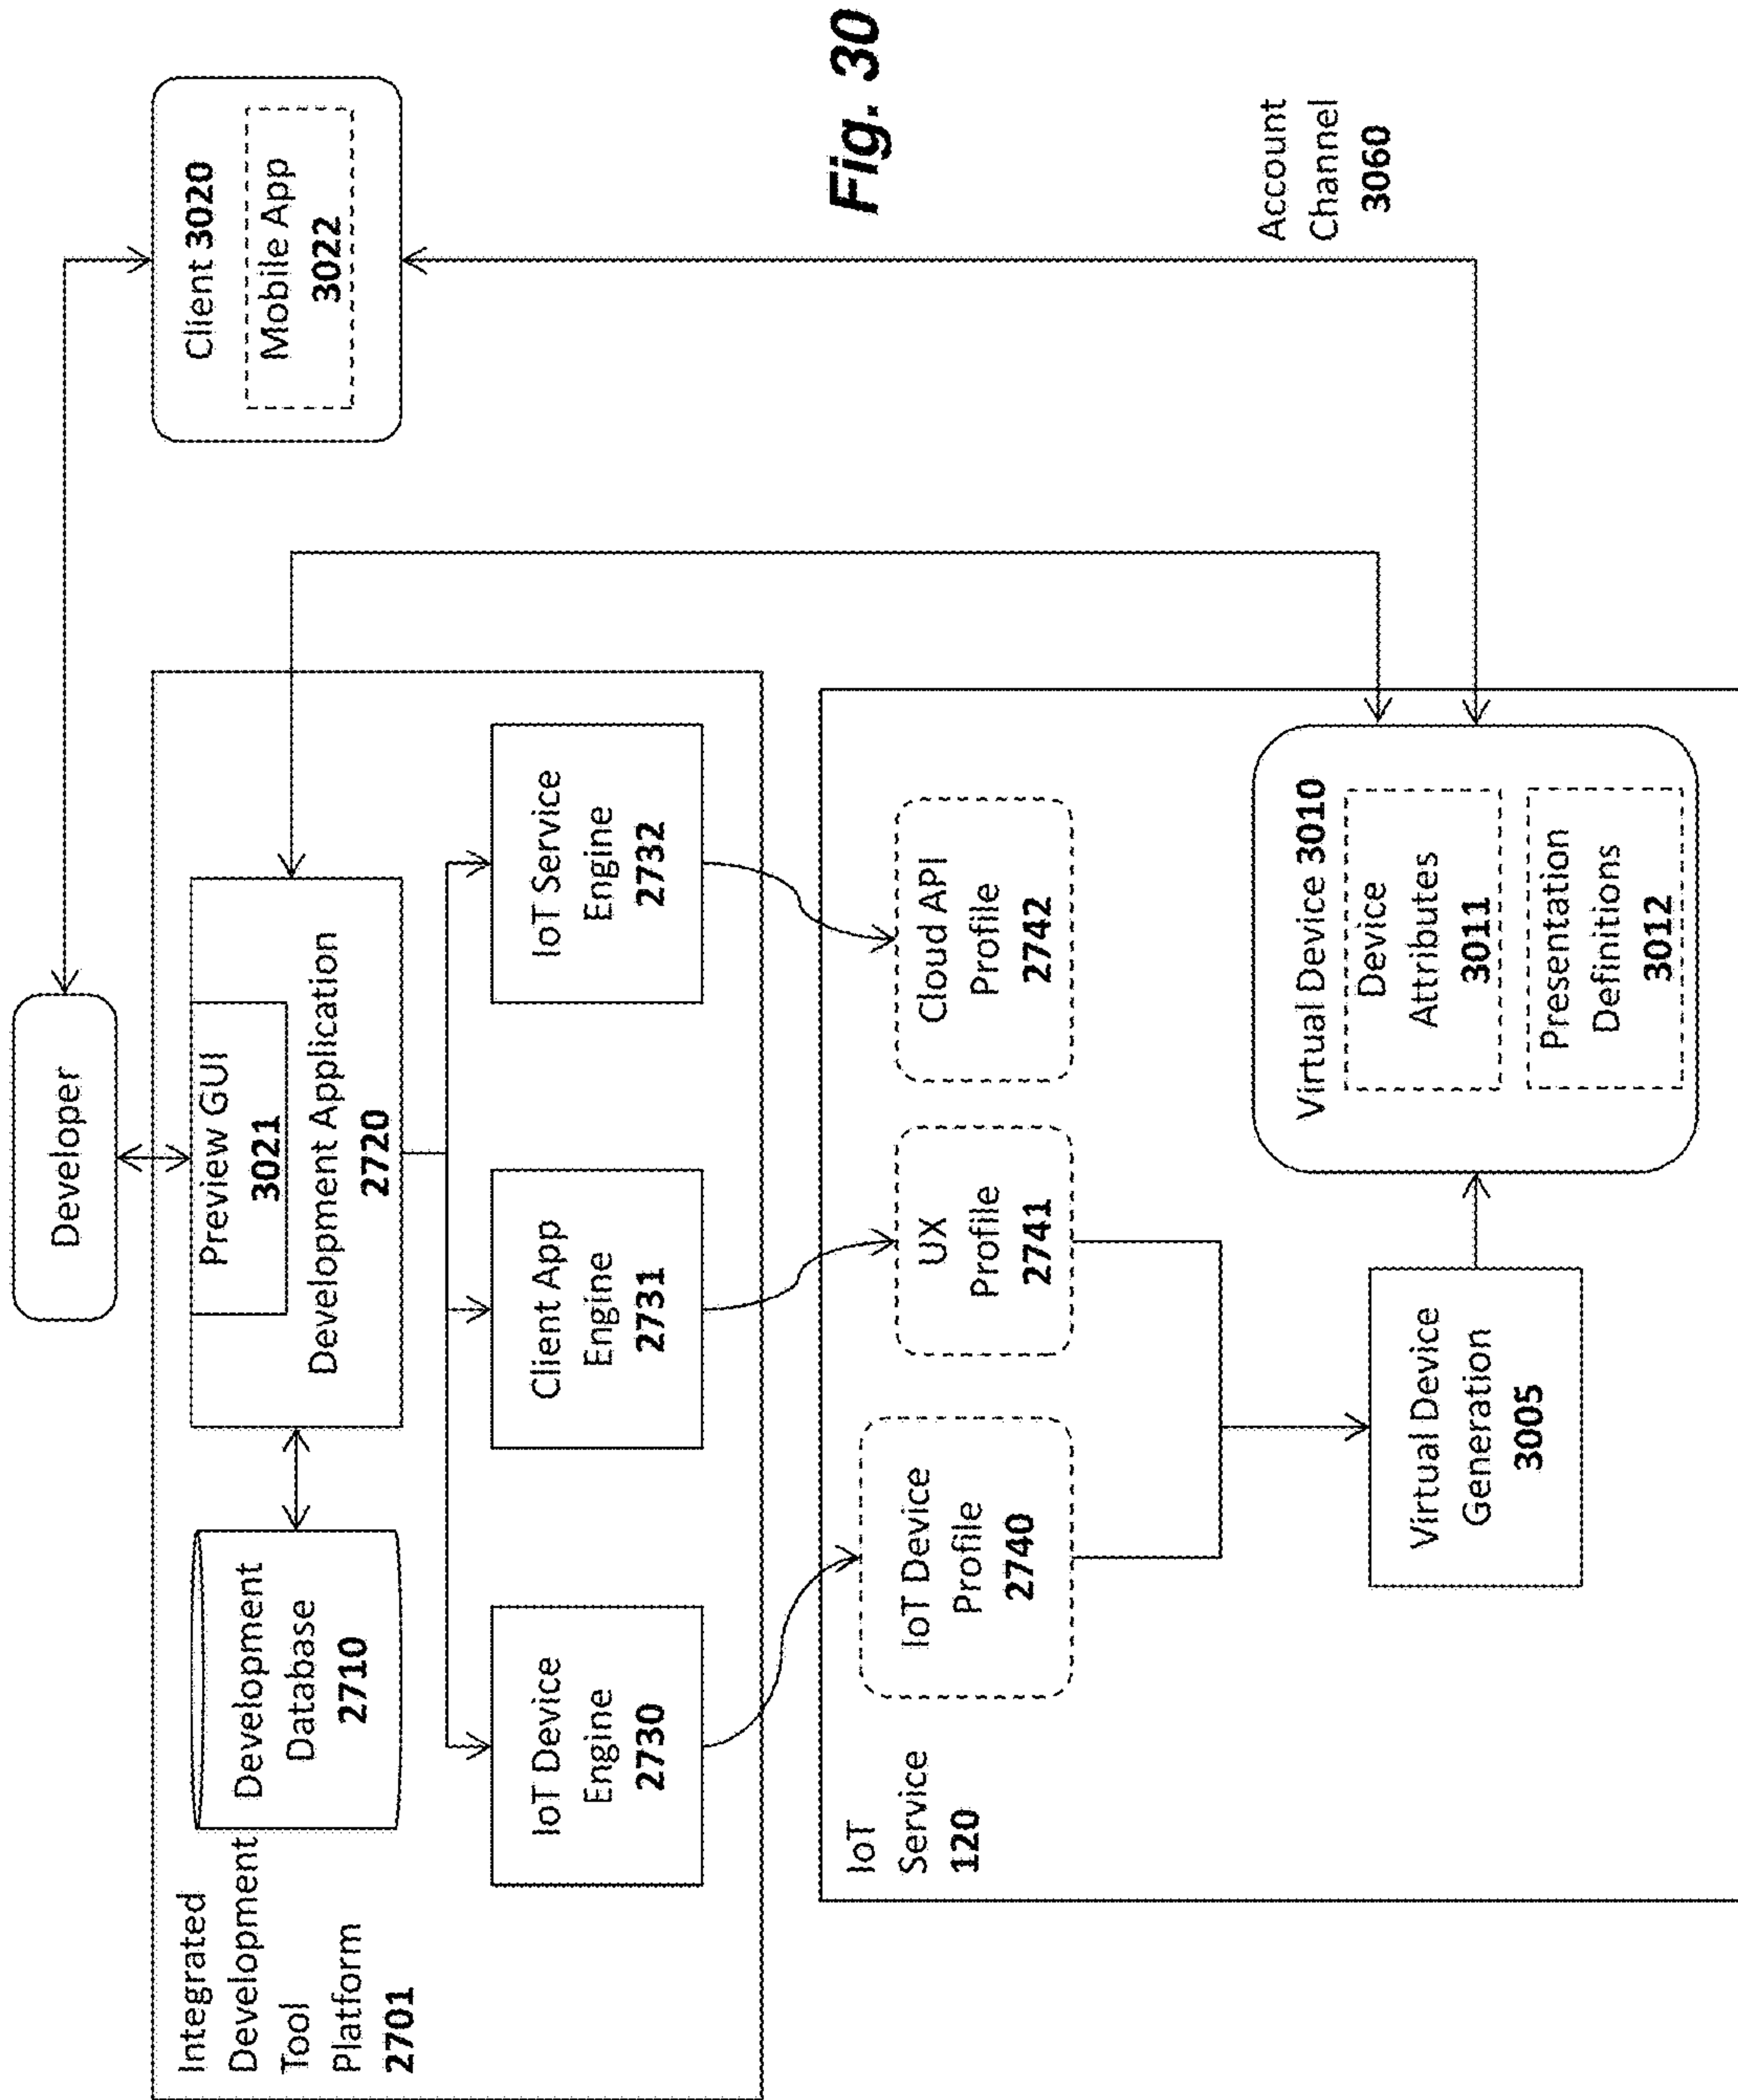 Developer
Integrated
Development
Tool
Platform
2701
Development
Database
2710
Preview GUI
3021
Development Application
2720
Client 3020
Mobile App
3022
IoT Device
Engine
2730
Client App
Engine
2731
IoT Service
Engine
2732
IoT
Service
120
IoT Device
Profile
2740
UX
Profile
2741
Cloud API
Profile
2742
Virtual Device
Generation
3005
Virtual Device 3010
Device
Attributes
3011
Presentation
Definitions
3012
Account
Channel
3060
Fig. 30